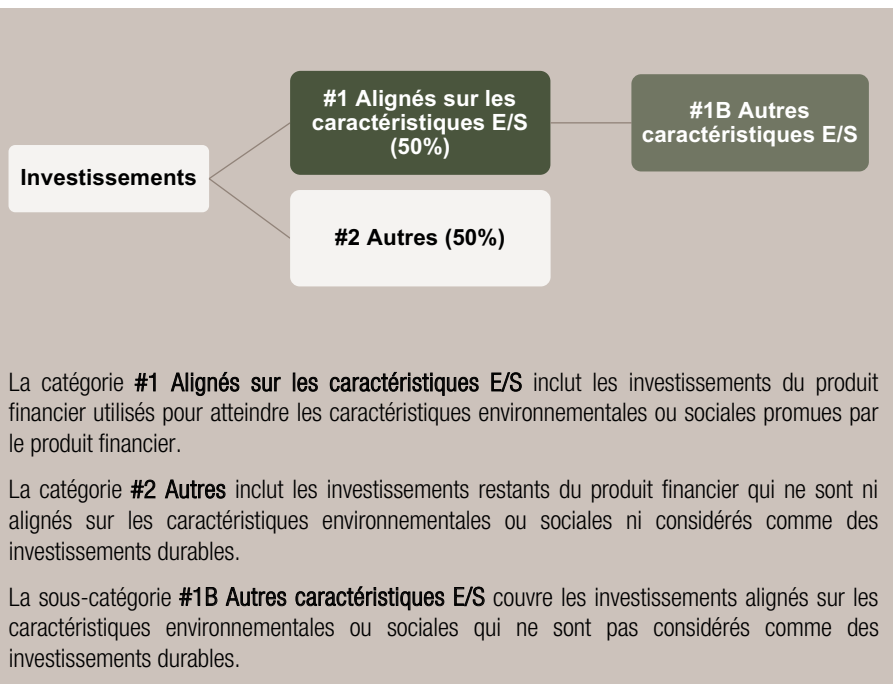 #1 Alignés sur les
caractéristiques E/S
(50%)
#1B Autres
caractéristiques E/S
Investissements
#2 Autres (50%)
La catégorie #1 Alignés sur les caractéristiques E/S inclut les investissements du produit
financier utilisés pour atteindre les caractéristiques environnementales ou sociales promues par
le produit financier.
La catégorie #2 Autres inclut les investissements restants du produit financier qui ne sont ni
alignés sur les caractéristiques environnementales ou sociales ni considérés comme des
investissements durables.
La sous-catégorie #1B Autres caractéristiques E/S couvre les investissements alignés sur les
caractéristiques environnementales ou sociales qui ne sont pas considérés comme des
investissements durables.